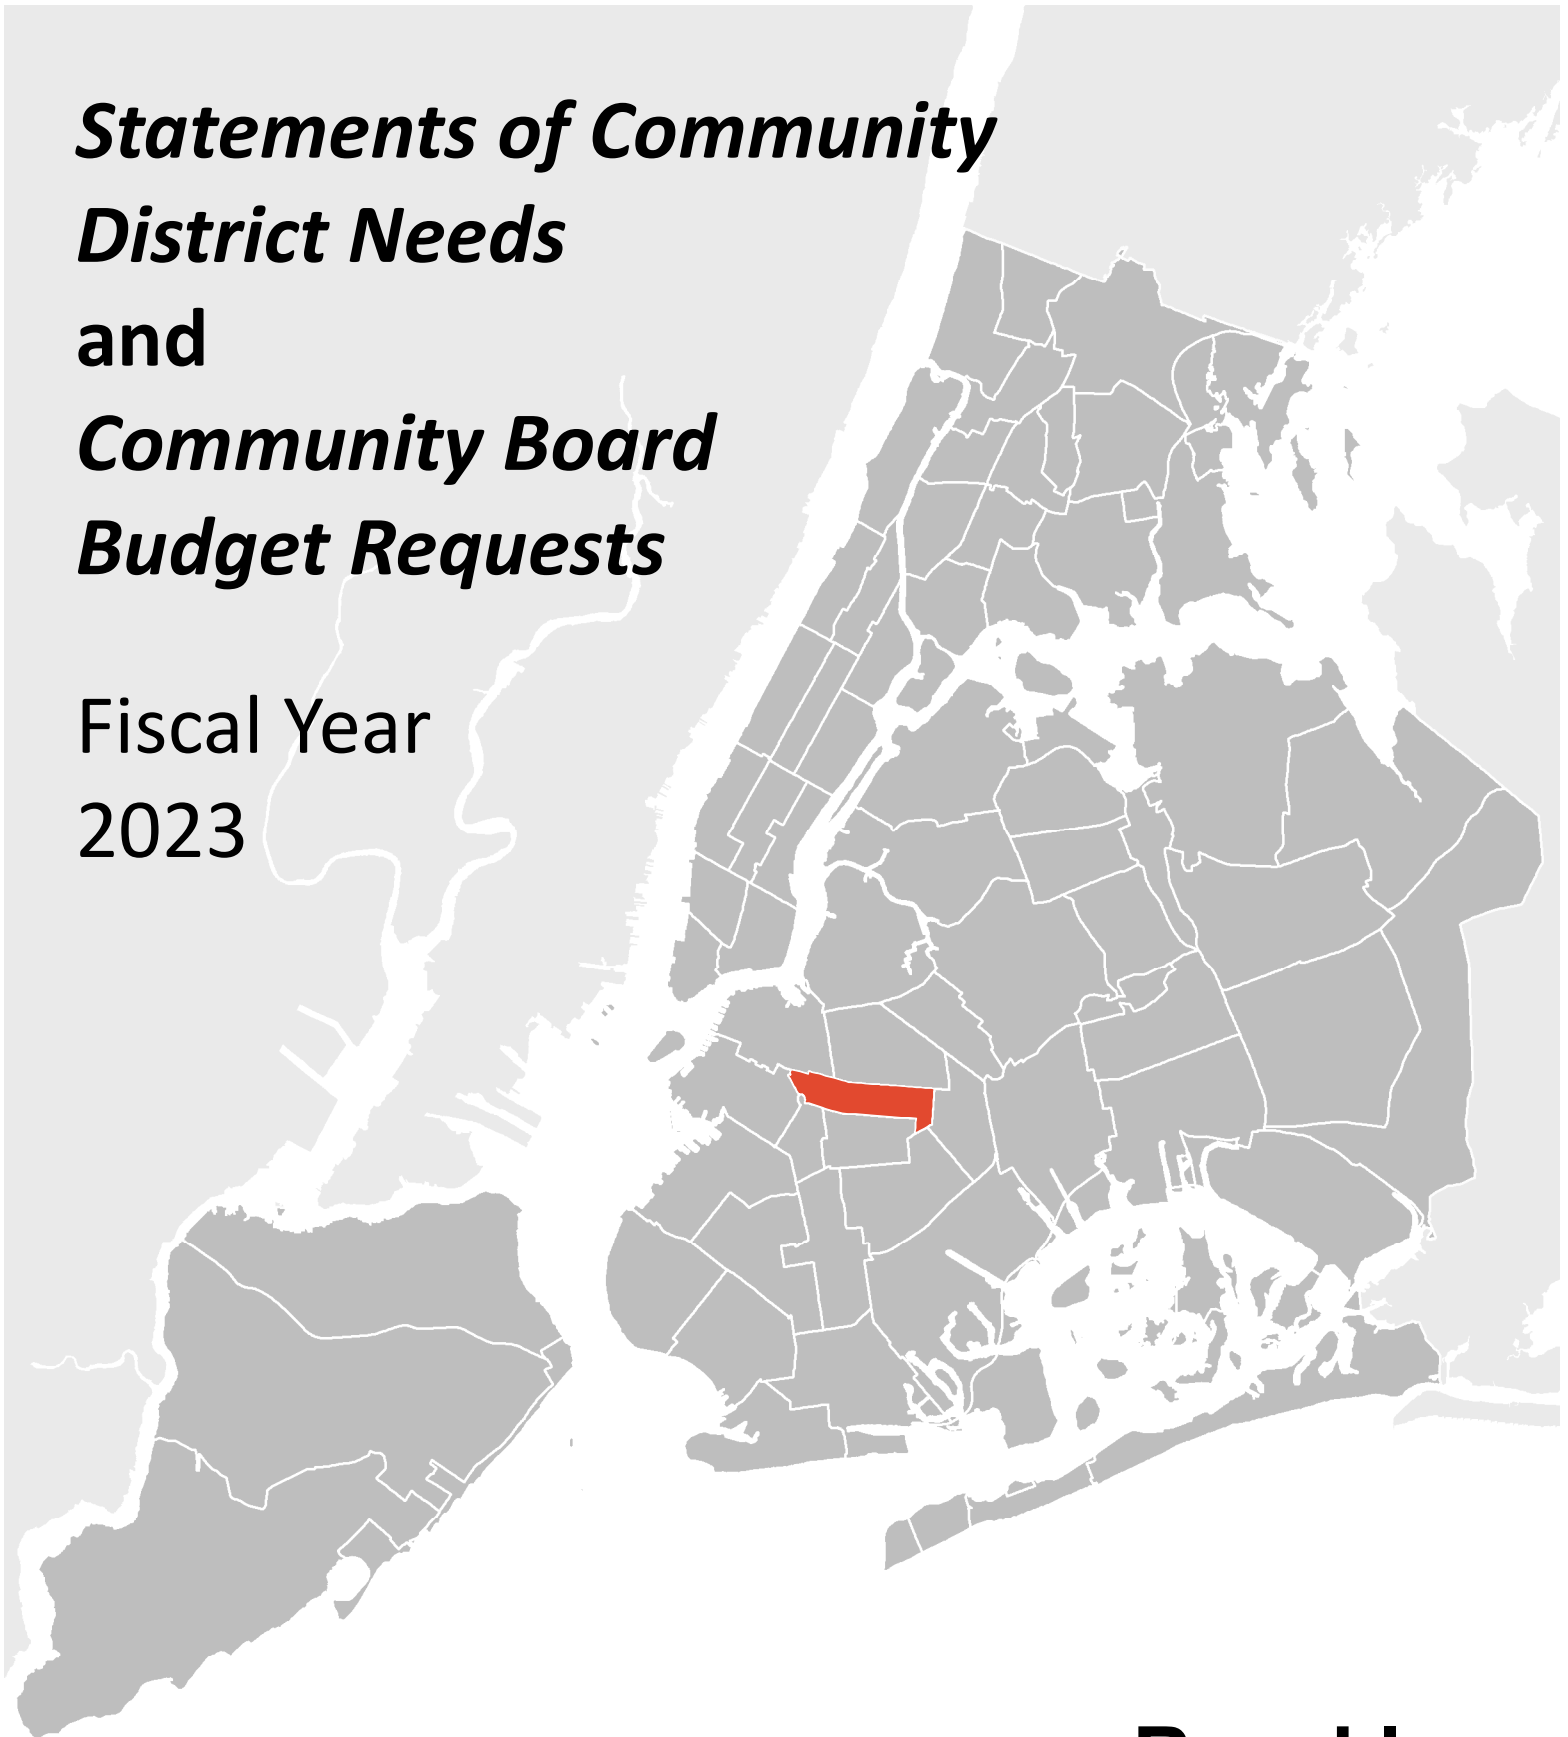 Statements of Community
District Needs
and
Community Board
Budget Requests
Fiscal Year
2023